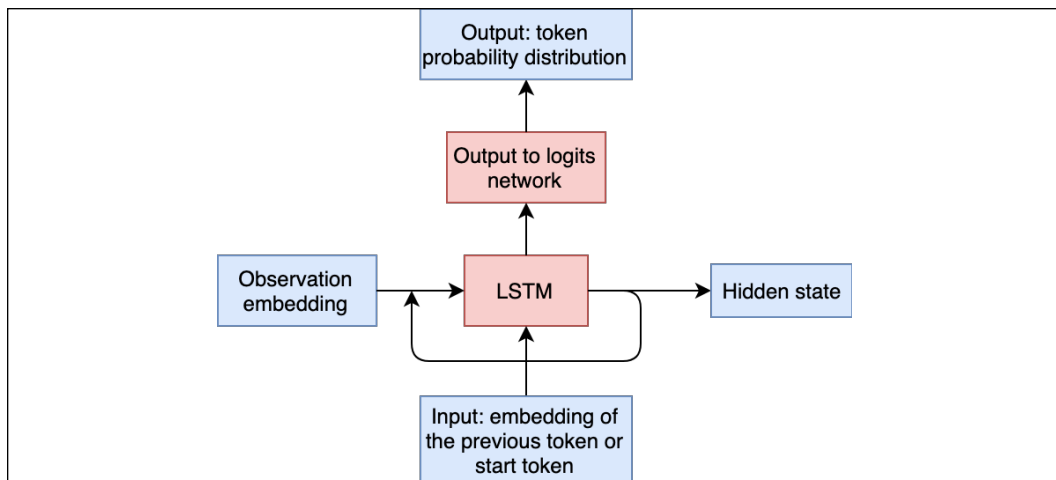 Output: token
probability distribution
Output to logits
network
Observation
embedding
LSTM
Hidden state
Input: embedding of
the previous token or
start token